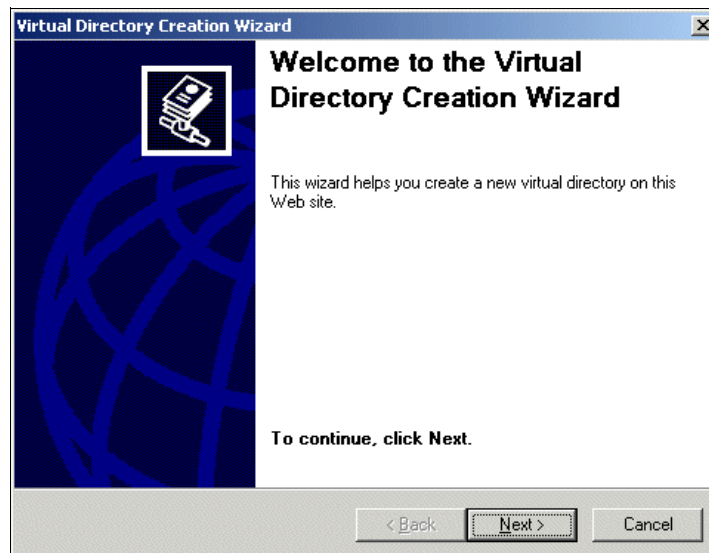 Virtual Directory Creation Wizard
Welcome to the Virtual
Directory Creation Wizard
This wizard helps you create a new virtual directory on this
Web site.
To continue, click Next.
< Back
Next >
Cancel